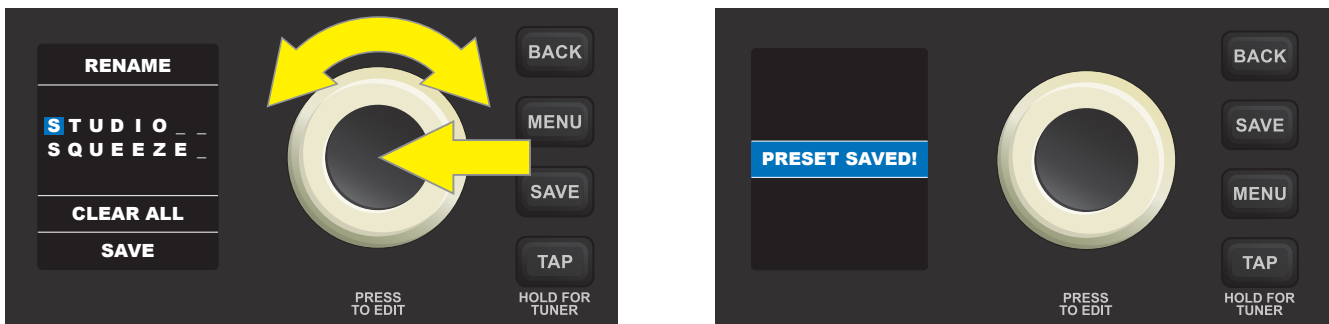 RENAME
STUDIO_ _
SQUEEZE_
CLEAR ALL
SAVE
BACK
MENU
SAVE
TAP
PRESS
TO EDIT
HOLD FOR
TUNER
PRESET SAVED!
BACK
SAVE
MENU
TAP
PRESS
TO EDIT
HOLD FOR
TUNER